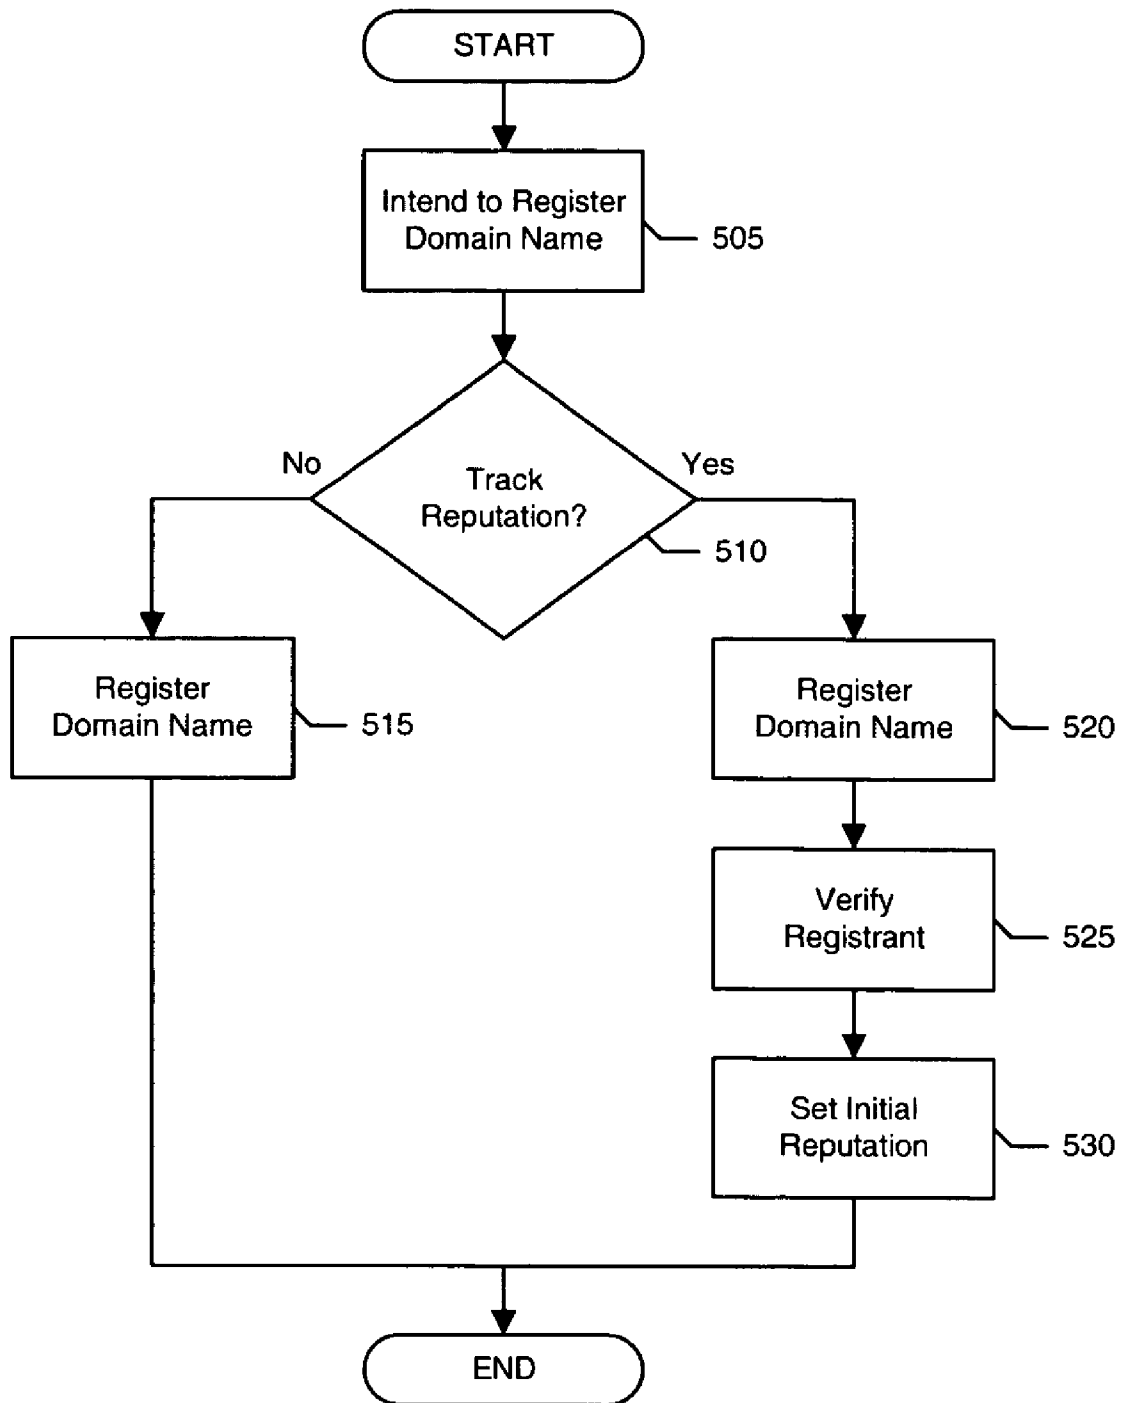 START
Intend to Register
Domain Name
505
No
Yes
Track
Reputation?
510
Register
Domain Name
515
Register
Domain Name
520
Verify
Registrant
525
Set Initial
Reputation
530
END